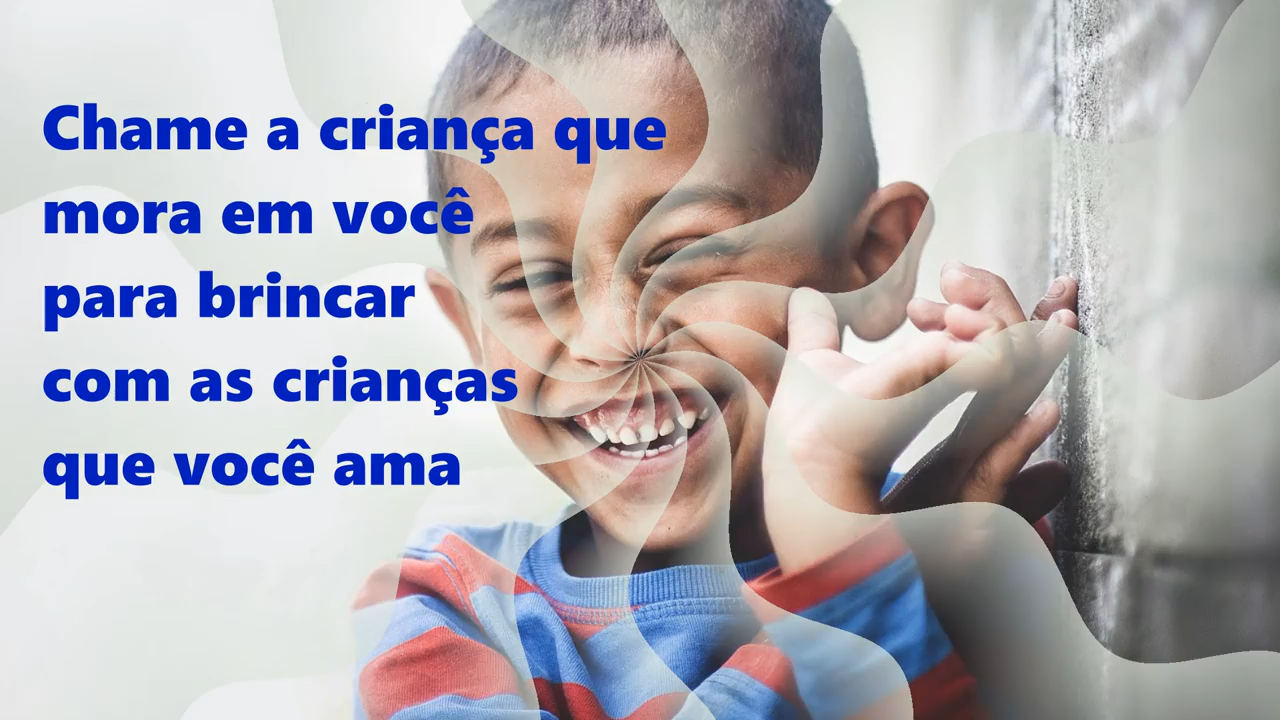 Chame a criança que
mora em você
para brincar
com as crianças
que você ama